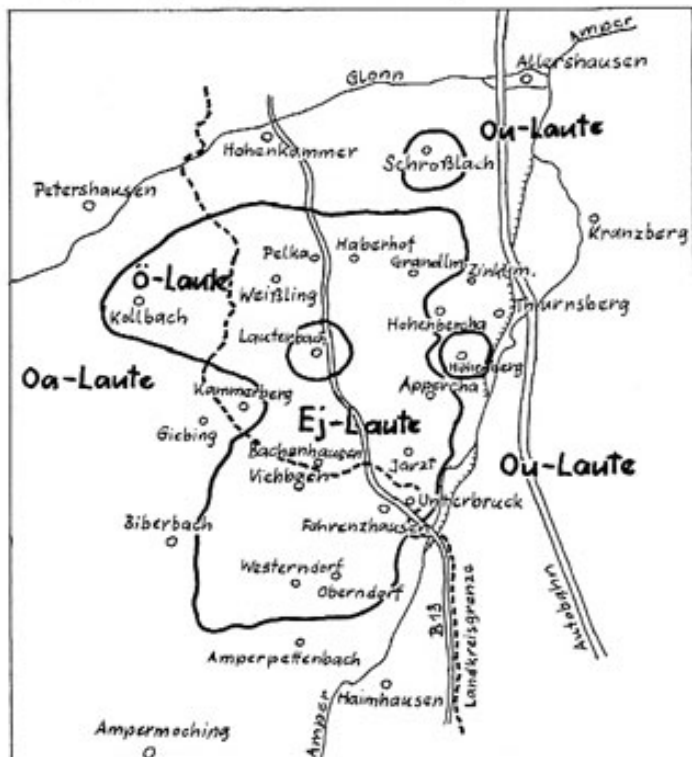 Amper
Allershausen
Glonn
Ou-Laute
Hohenkammer
Schroßlach
Petershausen
Kranzberg
Pelka
Haberhof
Grandlm.
Zinklm.
Ö-Laute
Weißling
Thurnsberg
Kollbach
Hohenbercha
Lauterbach
Oa-Laute
Appercha
Kammerberg
Ej-Laute
Giebing
Bachenhausen
Jarzt
Ou-Laute
Viehbach
Unterbruck
Fahrenzhausen
Biberbach
Westerndorf
Oberndorf
B13
Landkreisgrenze
Autobahn
Amperpettenbach
Haimhausen
Amper
Ampermoching